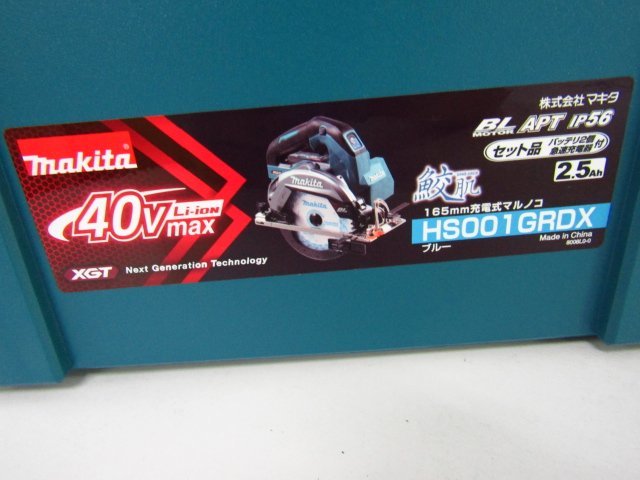 株式会社 マキタ
BL MOTOR APT IP56
セット品 バッテリ2個 急速充電器 付
2.5Ah
makita
40Vmax Li-ion
makita
鮫肌
165mm充電式マルノコ
HS001GRDX
ブルー
Made in China
XGT Next Generation Technology